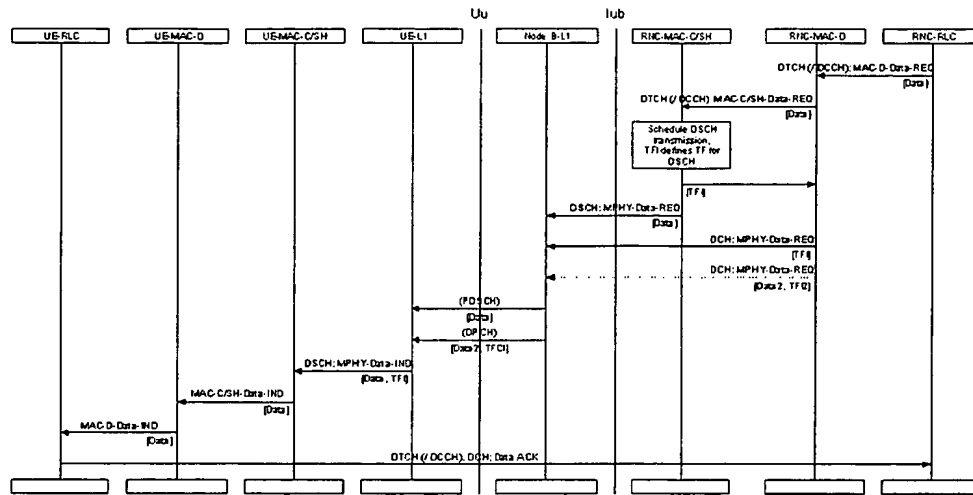 Uu
Iub
UE-RLC
UE-MAC-D
UE-MAC-C/SH
UE-L1
Node B-L1
RNC-MAC-C/SH
RNC-MAC-D
RNC-RLC
DTCH (/ DCCH): MAC-D-Data-REQ
[Data]
DTCH (/ DCCH): MAC-C/SH-Data-REQ
[Data]
Schedule DSCH
transmission,
TFI defines TF for
DSCH
[TFI]
DSCH: MPHY-Data-REQ
[Data]
DCH: MPHY-Data-REQ
[TFI]
DCH: MPHY-Data-REQ
[Data2, TFI2]
(PDSCH)
[Data]
(DPCH)
[Data2, TFCI]
DSCH: MPHY-Data-IND
[Data, TFI]
MAC-C/SH-Data-IND
[Data]
MAC-D-Data-IND
[Data]
DTCH (/ DCCH): DCH: Data ACK